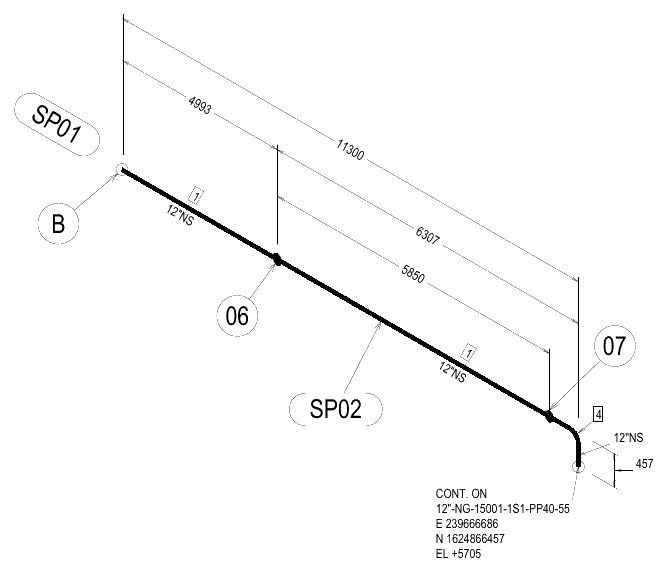 SP01
4993
11300
B
1
12"NS
6307
5850
06
07
1
12"NS
SP02
4
12"NS
457
CONT. ON
12"-NG-15001-1S1-PP40-55
E 239666686
N 1624866457
EL +5705